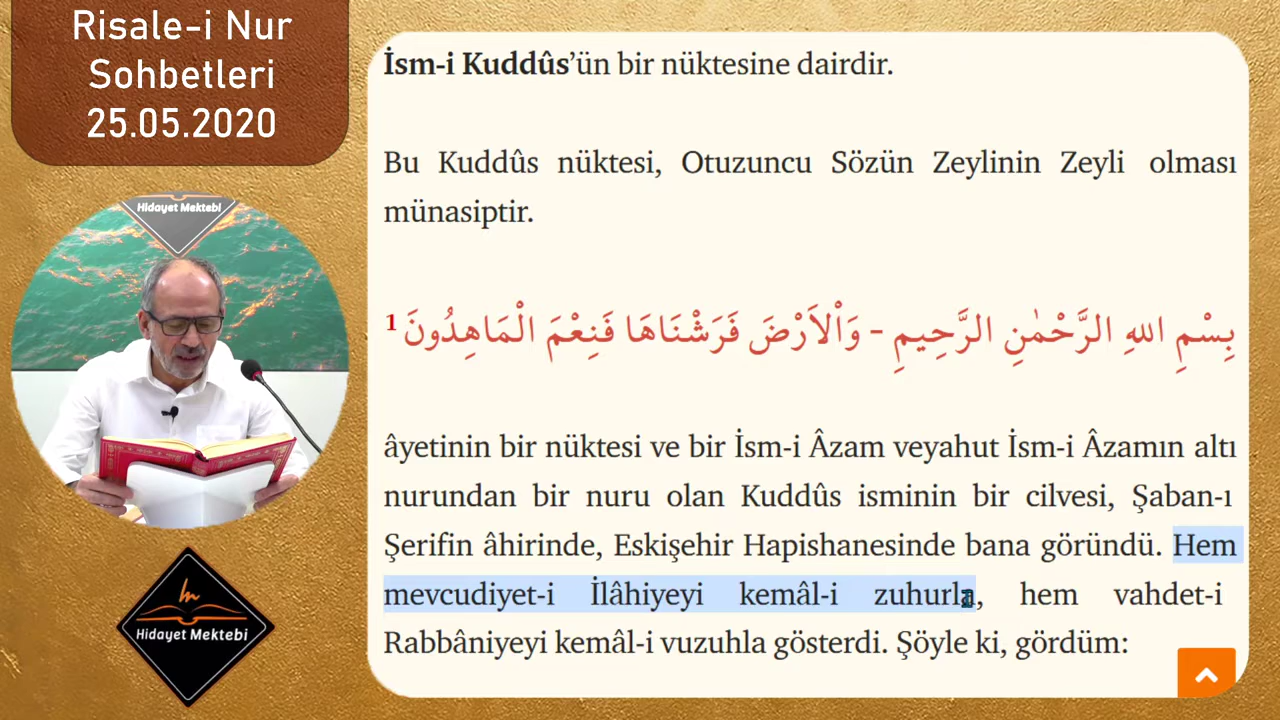 Risale-i Nur
Sohbetleri
25.05.2020
Hidayet Mektebi
Hidayet Mektebi
İsm-i Kuddûs’ün bir nüktesine dairdir.
Bu Kuddûs nüktesi, Otuzuncu Sözün Zeylinin Zeyli olması
münasiptir.
بِسْمِ اللهِ الرَّحْمٰنِ الرَّحِيمِ - وَاْلاَرْضَ فَرَشْنَاهَا فَنِعْمَ الْمَاهِدُونَ 1
âyetinin bir nüktesi ve bir İsm-i Âzam veyahut İsm-i Âzamın altı
nurundan bir nuru olan Kuddûs isminin bir cilvesi, Şaban-ı
Şerifin âhirinde, Eskişehir Hapishanesinde bana göründü. Hem
mevcudiyet-i İlâhiyeyi kemâl-i zuhurla, hem vahdet-i
Rabbâniyeyi kemâl-i vuzuhla gösterdi. Şöyle ki, gördüm: